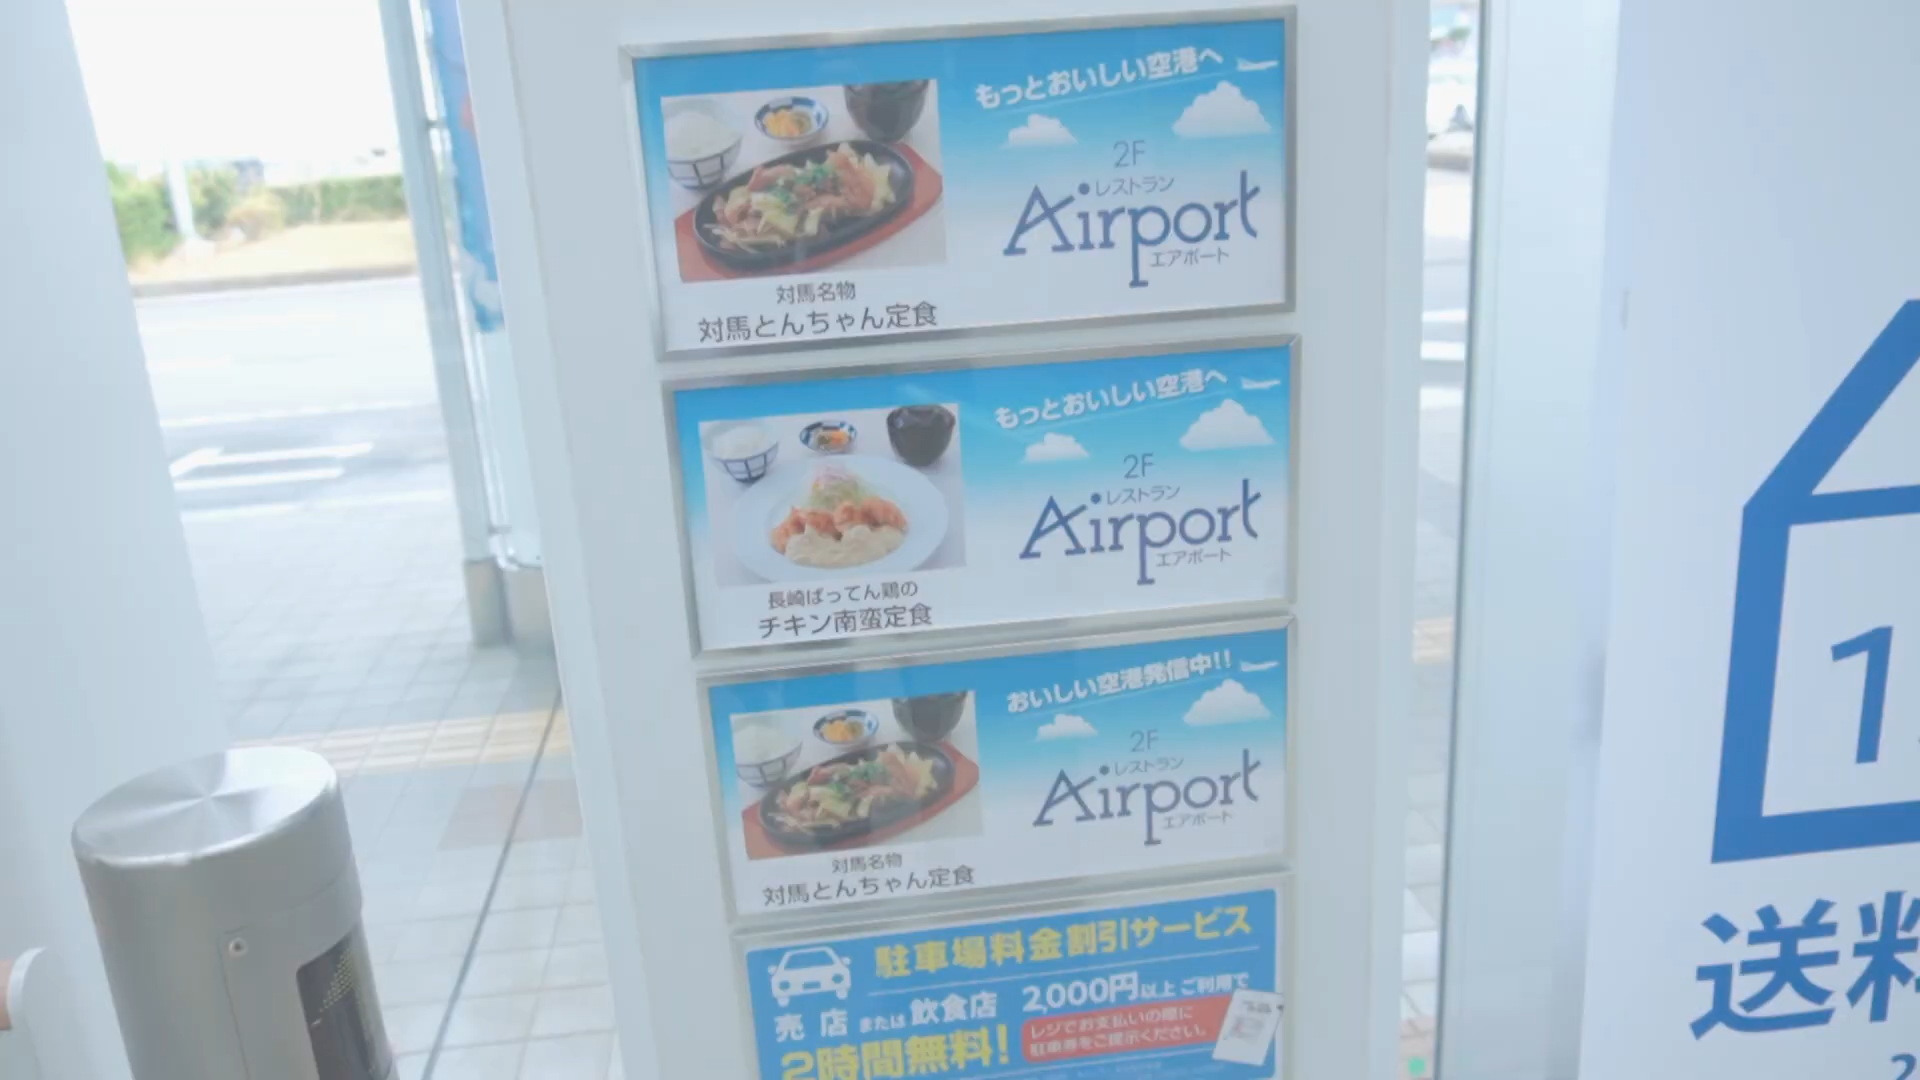 もっとおいしい空港へ
2F
レストラン
Airport
エアポート
対馬名物
対馬とんちゃん定食
もっとおいしい空港へ
2F
レストラン
Airport
エアポート
長崎ばってん鶏の
チキン南蛮定食
おいしい空港発信中!!
2F
レストラン
Airport
エアポート
対馬名物
対馬とんちゃん定食
駐車場料金割引サービス
売店または飲食店 2,000円以上ご利用で
2時間無料!
レジでお支払いの際に
駐車券をご提示ください。
1
送料
2